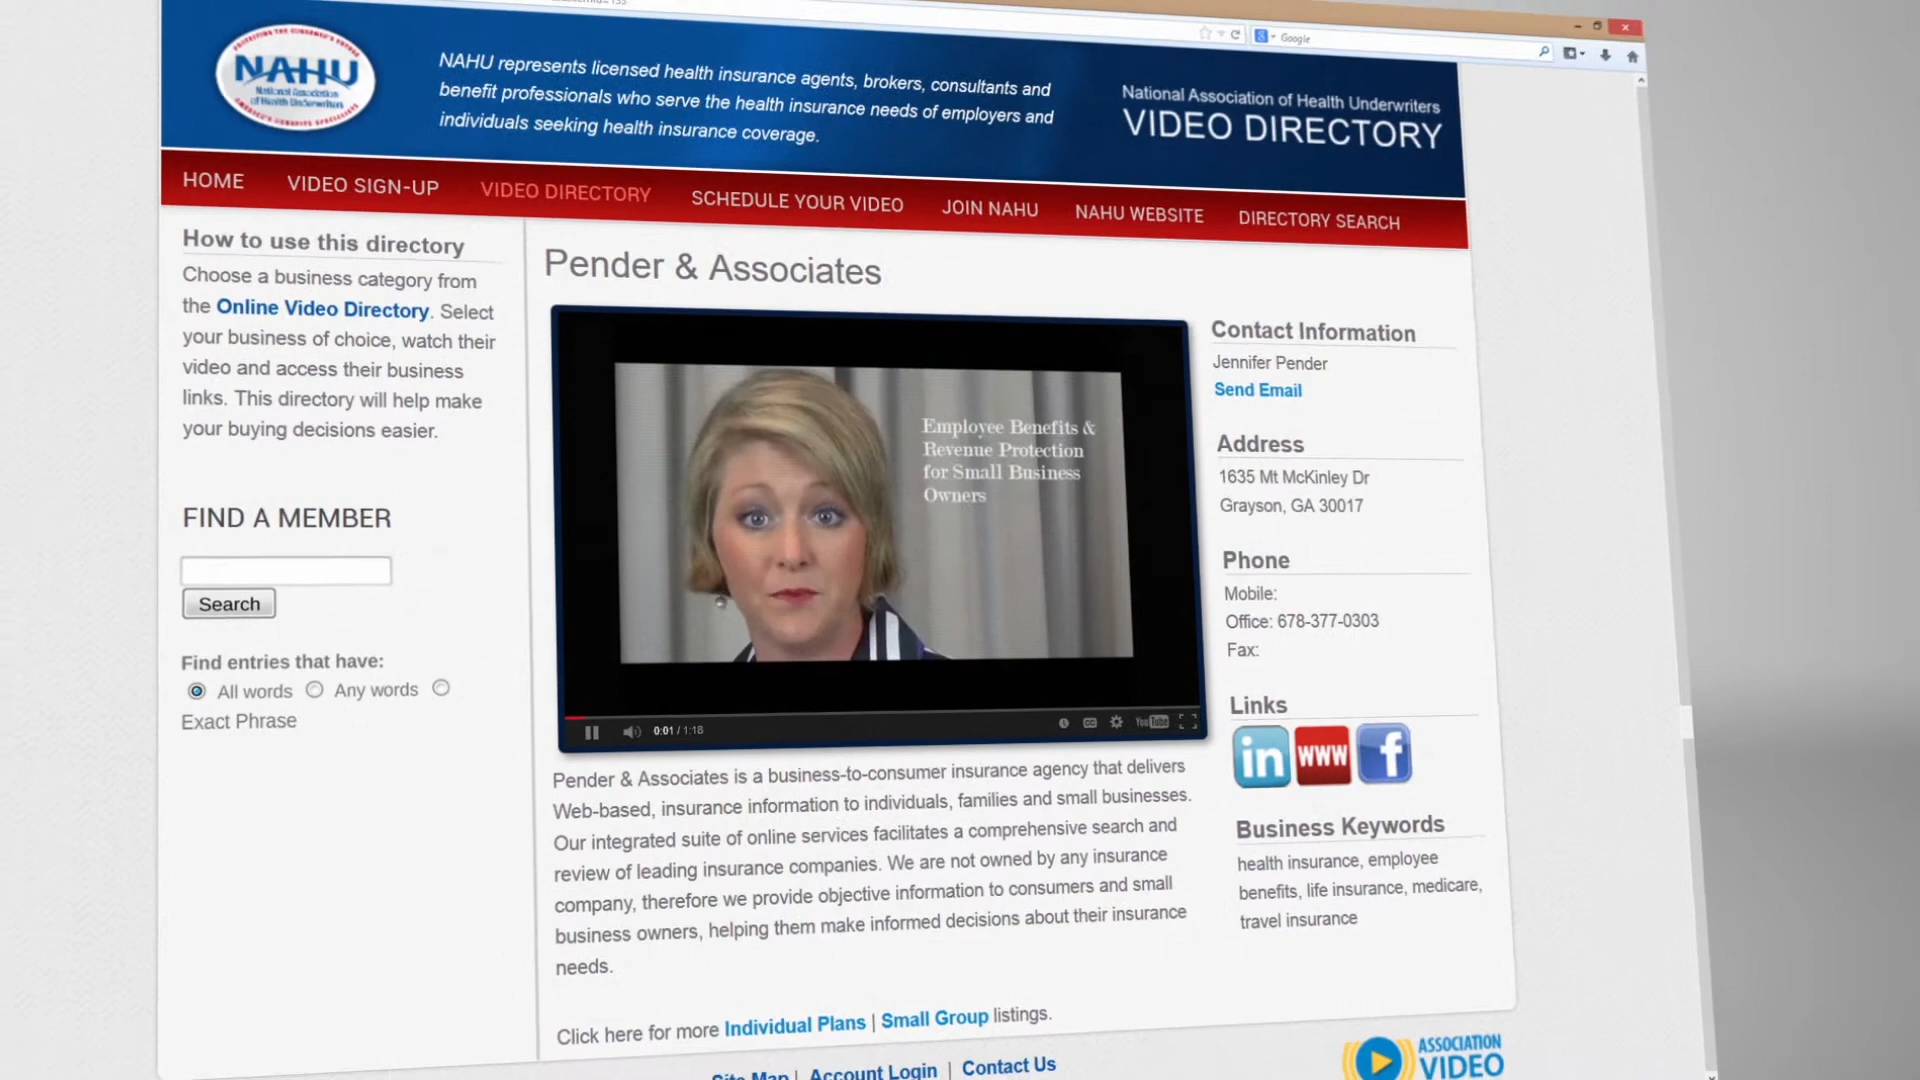 Google
NAHU
National Association
of Health Underwriters
NAHU represents licensed health insurance agents, brokers, consultants and
benefit professionals who serve the health insurance needs of employers and
individuals seeking health insurance coverage.
National Association of Health Underwriters
VIDEO DIRECTORY
HOME VIDEO SIGN-UP VIDEO DIRECTORY SCHEDULE YOUR VIDEO JOIN NAHU NAHU WEBSITE DIRECTORY SEARCH
How to use this directory
Choose a business category from
the Online Video Directory. Select
your business of choice, watch their
video and access their business
links. This directory will help make
your buying decisions easier.
FIND A MEMBER
Search
Find entries that have:
All words Any words
Exact Phrase
Pender & Associates
Employee Benefits &
Revenue Protection
for Small Business
Owners
0:01 / 1:18
CC
YouTube
Pender & Associates is a business-to-consumer insurance agency that delivers
Web-based, insurance information to individuals, families and small businesses.
Our integrated suite of online services facilitates a comprehensive search and
review of leading insurance companies. We are not owned by any insurance
company, therefore we provide objective information to consumers and small
business owners, helping them make informed decisions about their insurance
needs.
Click here for more Individual Plans | Small Group listings.
Contact Information
Jennifer Pender
Send Email
Address
1635 Mt McKinley Dr
Grayson, GA 30017
Phone
Mobile:
Office: 678-377-0303
Fax:
Links
in www f
Business Keywords
health insurance, employee
benefits, life insurance, medicare,
travel insurance
Site Map | Account Login | Contact Us
ASSOCIATION
VIDEO